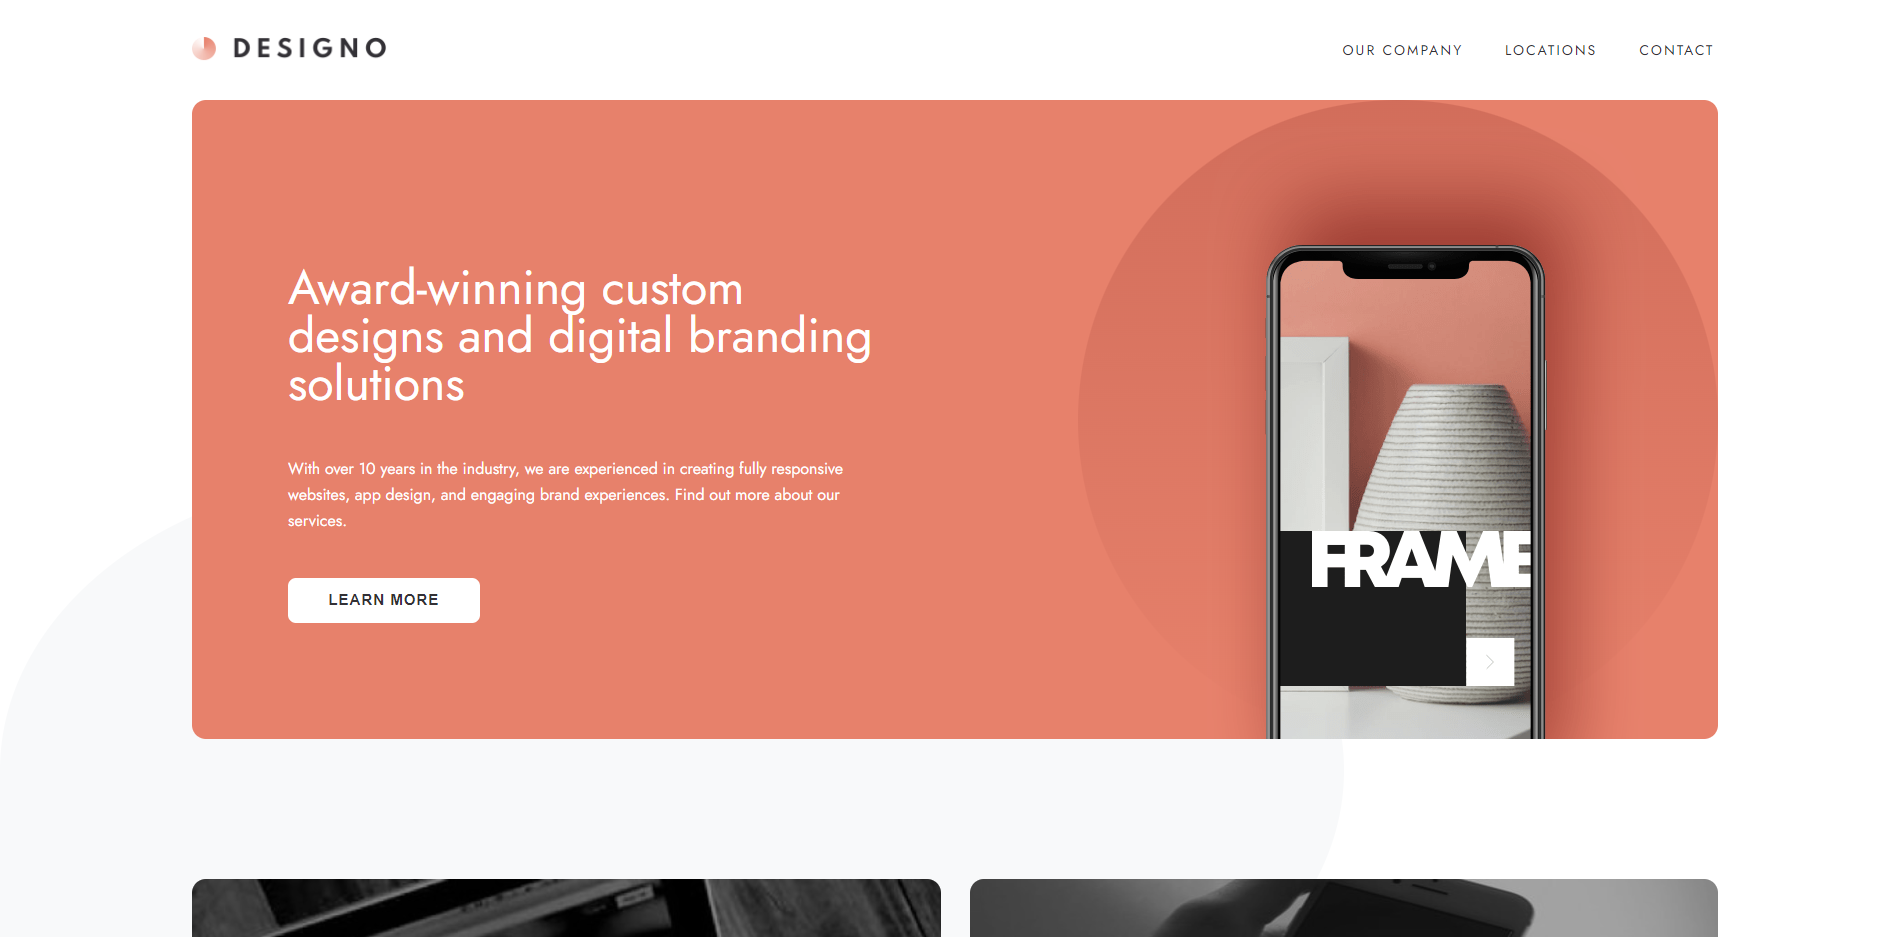 DESIGNO
OUR COMPANY LOCATIONS CONTACT
Award-winning custom
designs and digital branding
solutions
With over 10 years in the industry, we are experienced in creating fully responsive
websites, app design, and engaging brand experiences. Find out more about our
services.
LEARN MORE
FRAME